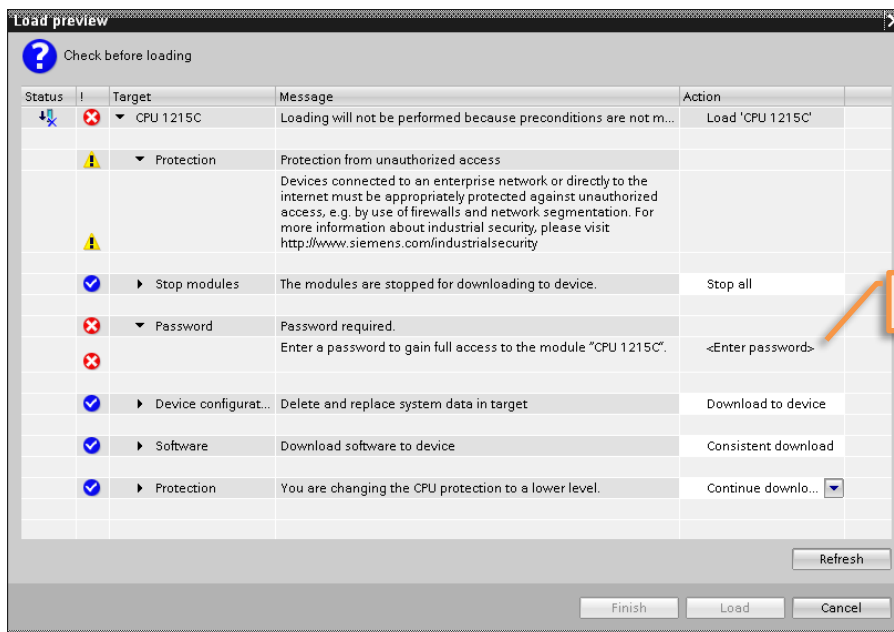 Load preview
Check before loading
Status ! Target Message Action
CPU 1215C Loading will not be performed because preconditions are not m... Load 'CPU 1215C'
Protection Protection from unauthorized access
Devices connected to an enterprise network or directly to the
internet must be appropriately protected against unauthorized
access, e.g. by use of firewalls and network segmentation. For
more information about industrial security, please visit
http://www.siemens.com/industrialsecurity
Stop modules The modules are stopped for downloading to device. Stop all
Password Password required.
Enter a password to gain full access to the module "CPU 1215C". <Enter password>
Device configurat... Delete and replace system data in target Download to device
Software Download software to device Consistent download
Protection You are changing the CPU protection to a lower level. Continue downlo...
Refresh
Finish Load Cancel